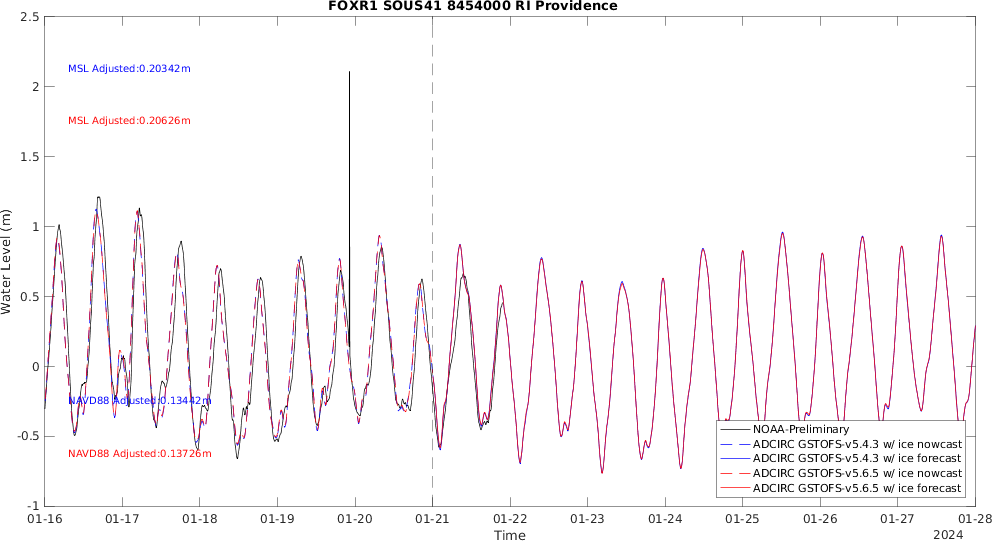 FOXR1 SOUS41 8454000 RI Providence
2.5
2
1.5
1
0.5
0
-0.5
-1
Water Level (m)
MSL Adjusted:0.20342m
MSL Adjusted:0.20626m
NAVD88 Adjusted:0.13442m
NAVD88 Adjusted:0.13726m
NOAA-Preliminary
ADCIRC GSTOFS-v5.4.3 w/ ice nowcast
ADCIRC GSTOFS-v5.4.3 w/ ice forecast
ADCIRC GSTOFS-v5.6.5 w/ ice nowcast
ADCIRC GSTOFS-v5.6.5 w/ ice forecast
01-16 01-17 01-18 01-19 01-20 01-21 01-22 01-23 01-24 01-25 01-26 01-27 01-28
Time
2024